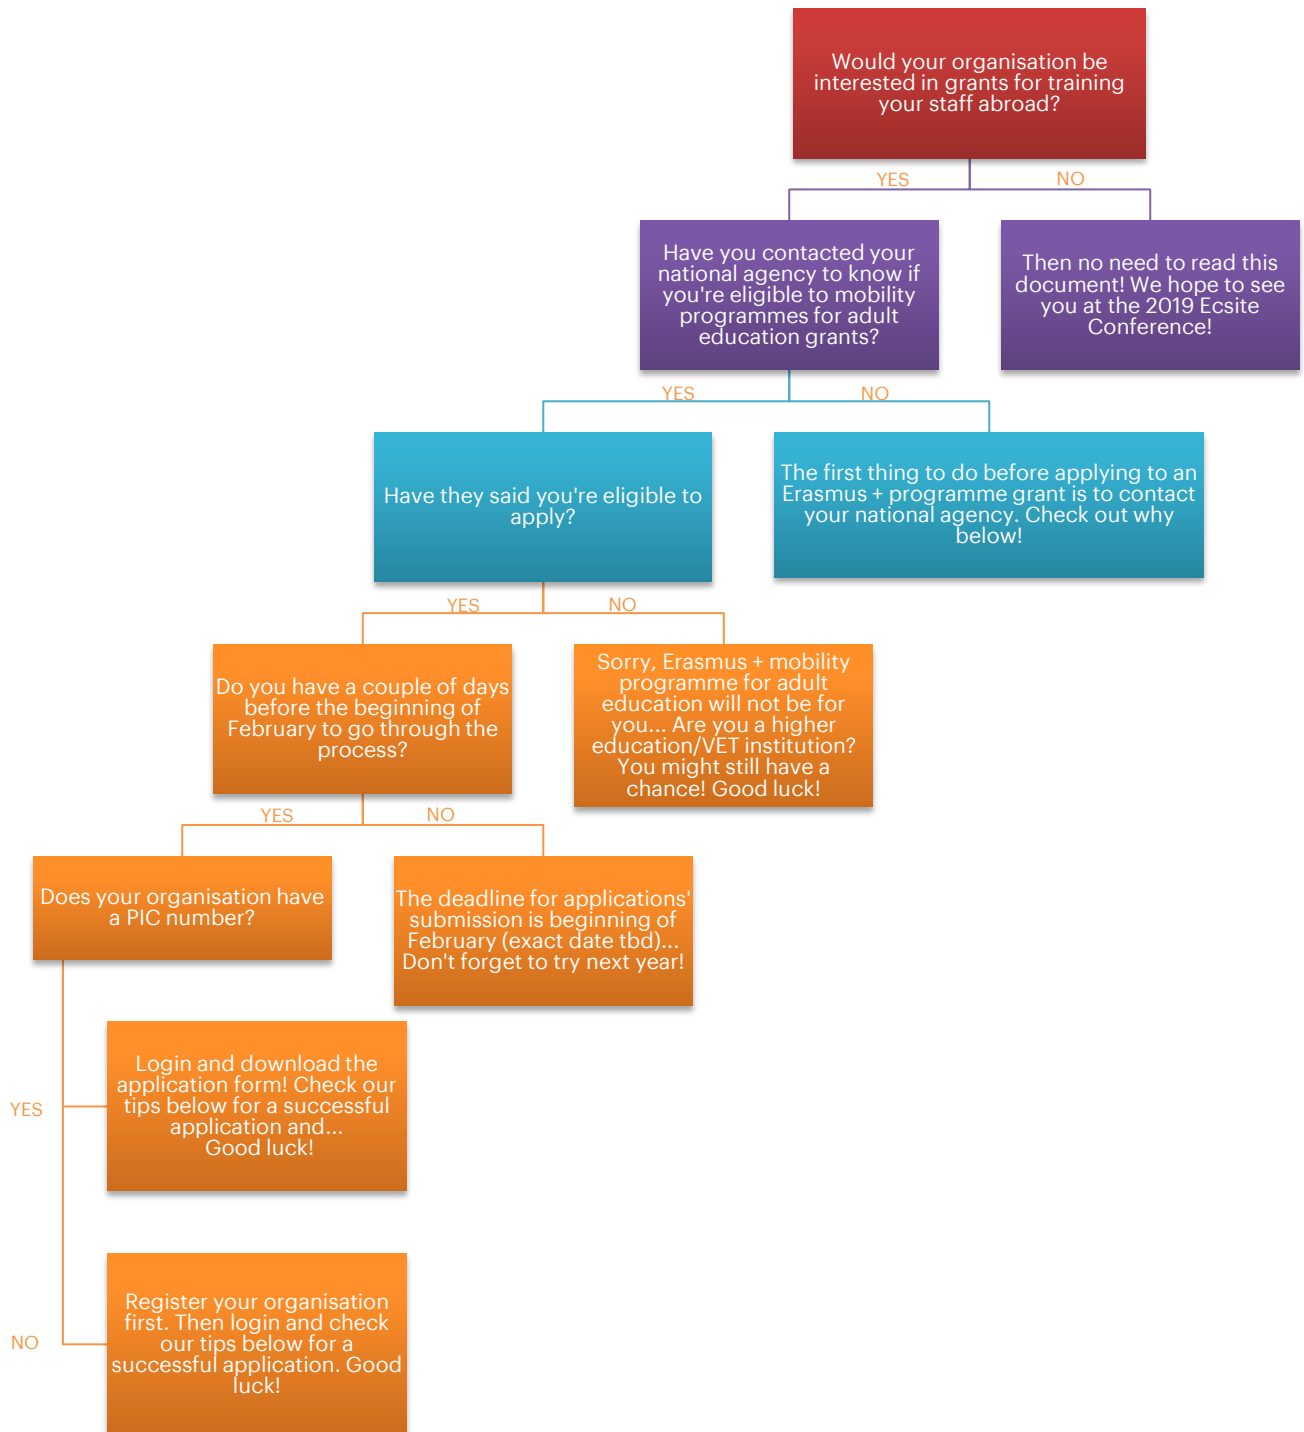 Would your organisation be
interested in grants for training
your staff abroad?
YES
NO
Have you contacted your
national agency to know if
you're eligible to mobility
programmes for adult
education grants?
Then no need to read this
document! We hope to see
you at the 2019 Ecsite
Conference!
YES
NO
Have they said you're eligible to
apply?
The first thing to do before applying to an
Erasmus + programme grant is to contact
your national agency. Check out why
below!
YES
NO
Do you have a couple of days
before the beginning of
February to go through the
process?
Sorry, Erasmus + mobility
programme for adult
education will not be for
you... Are you a higher
education/VET institution?
You might still have a
chance! Good luck!
YES
NO
Does your organisation have
a PIC number?
The deadline for applications'
submission is beginning of
February (exact date tbd)...
Don't forget to try next year!
YES
Login and download the
application form! Check our
tips below for a successful
application and...
Good luck!
NO
Register your organisation
first. Then login and check
our tips below for a
successful application. Good
luck!